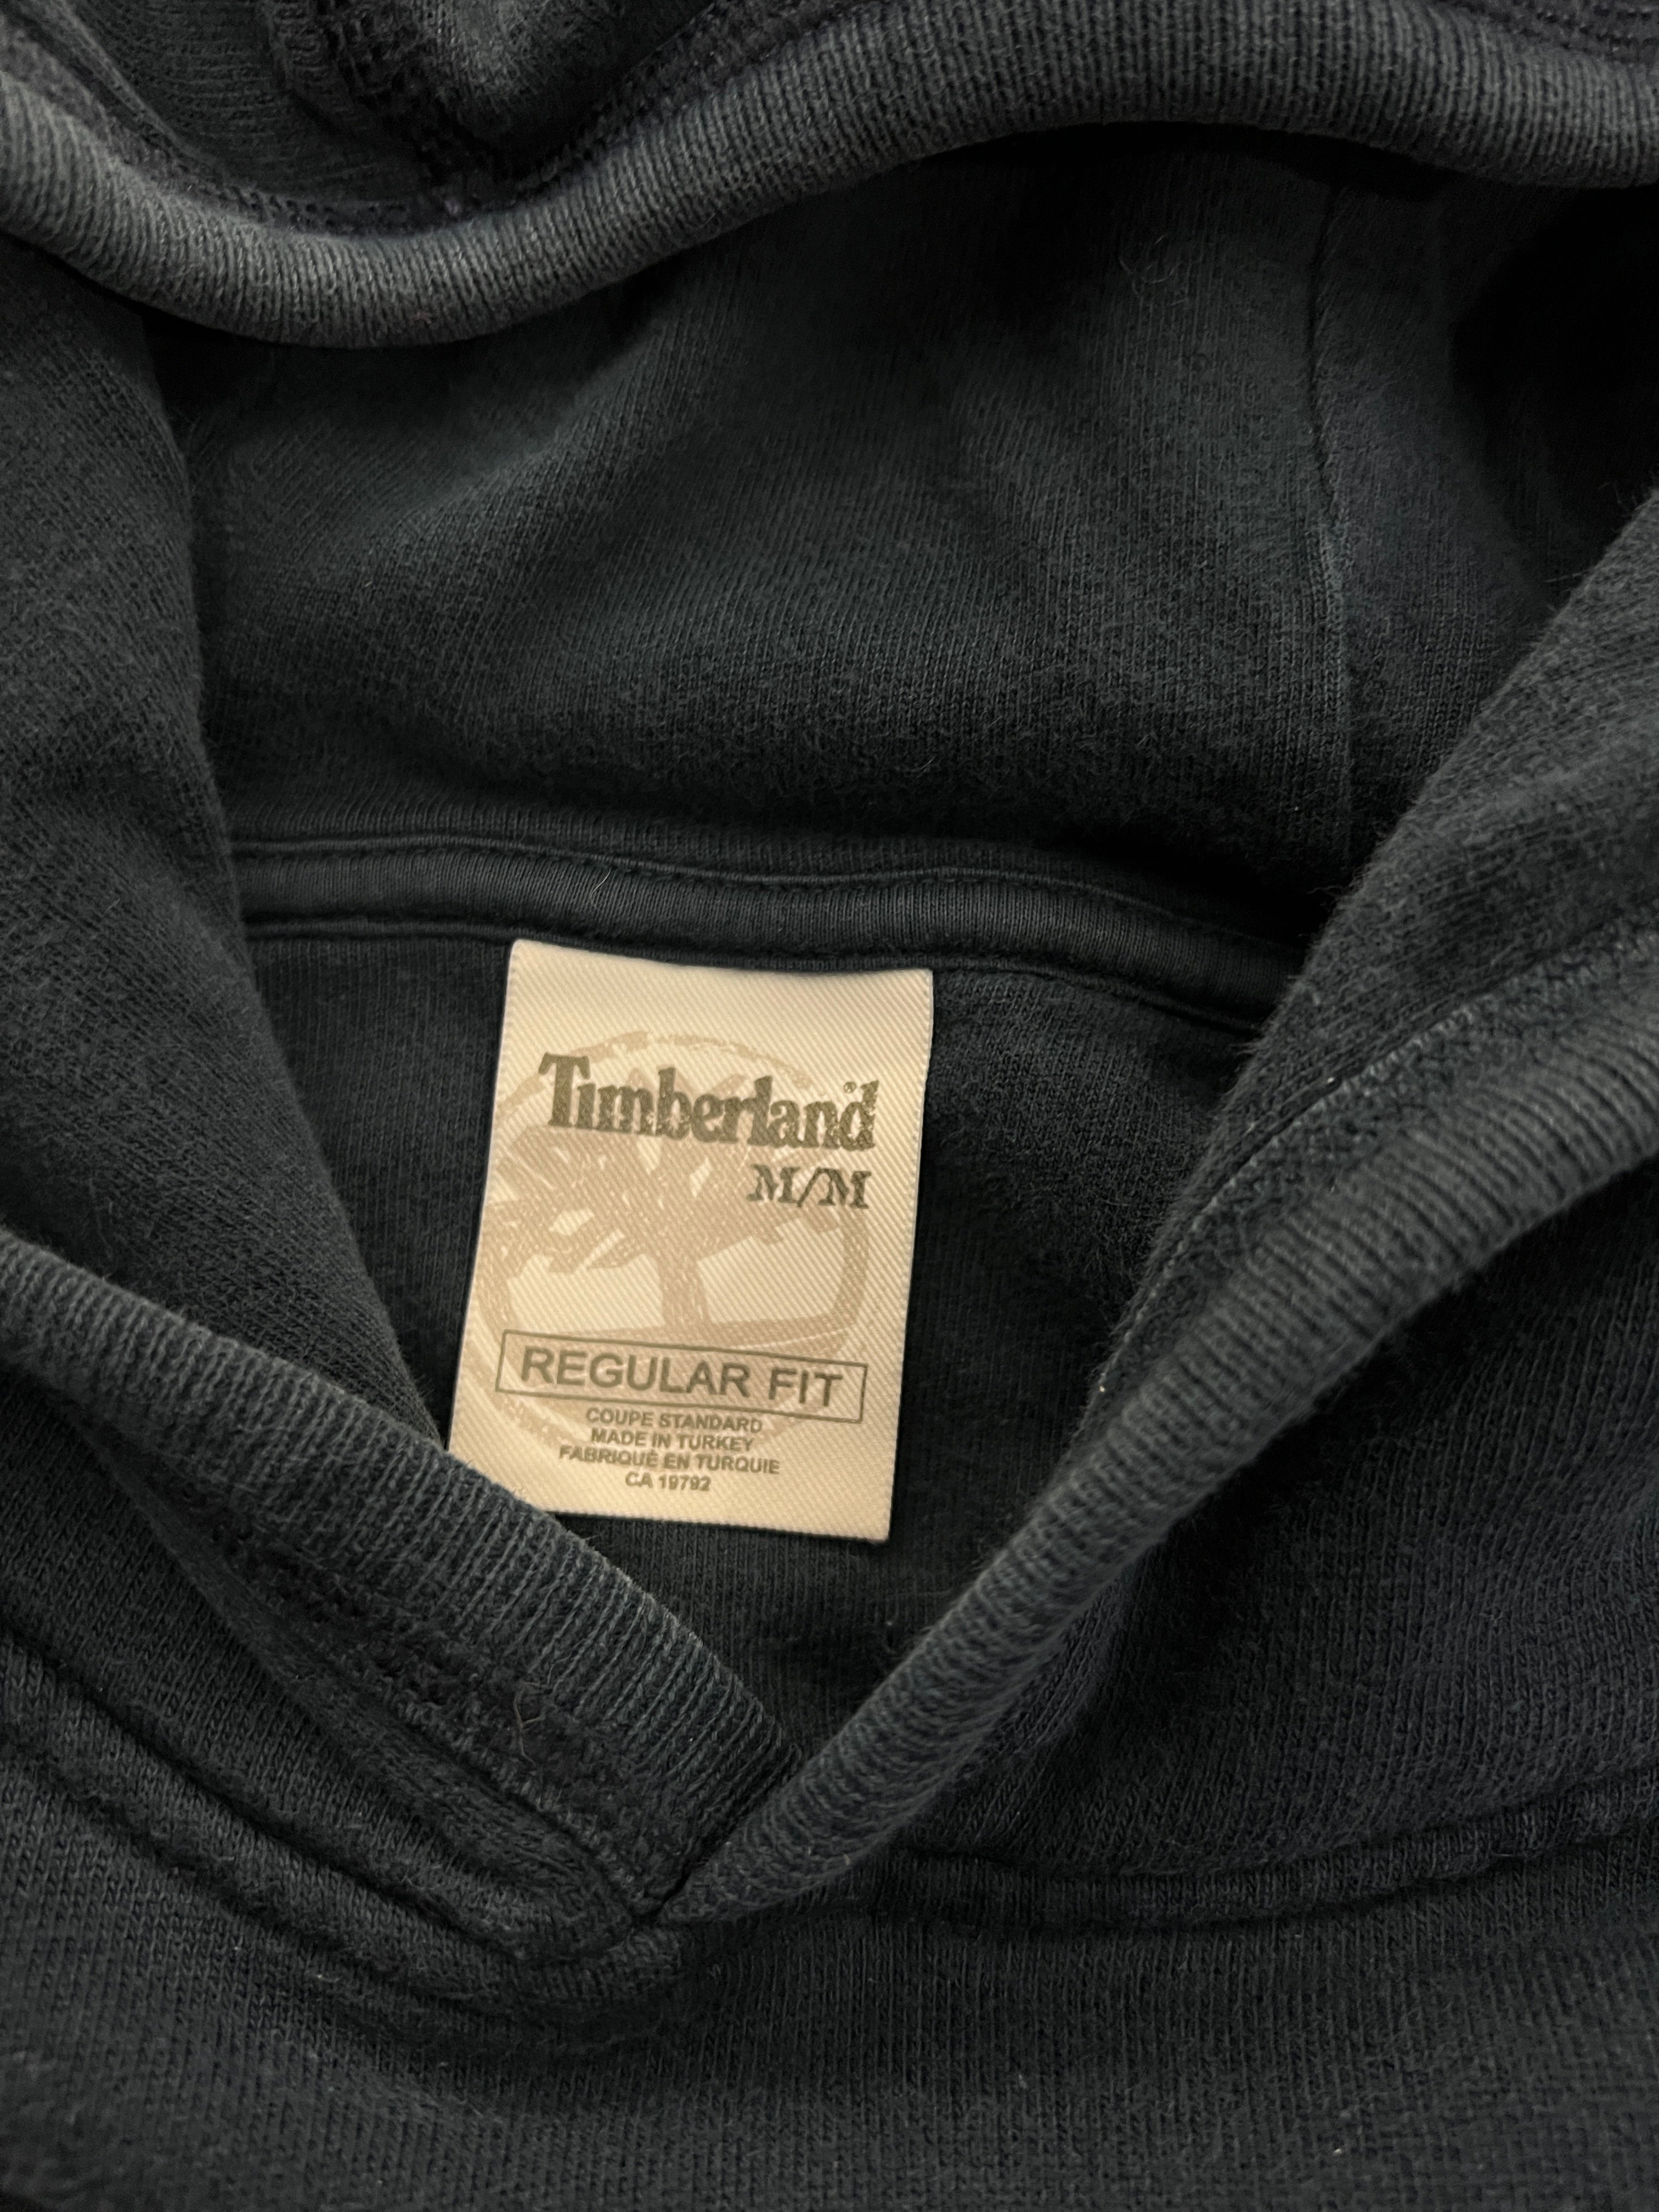 Timberland®
M/M
REGULAR FIT
COUPE STANDARD
MADE IN TURKEY
FABRIQUÉ EN TURQUIE
CA 19792